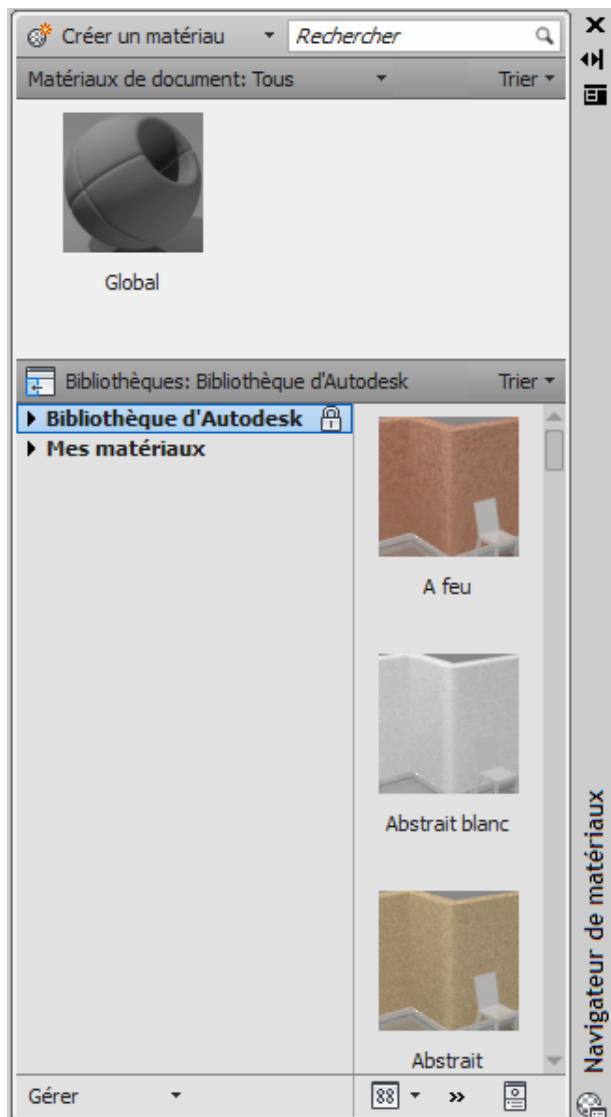 Créer un matériau
Rechercher
Matériaux de document: Tous
Trier
Global
Bibliothèques: Bibliothèque d'Autodesk
Trier
Bibliothèque d'Autodesk
Mes matériaux
A feu
Abstrait blanc
Abstrait
Gérer
Navigateur de matériaux